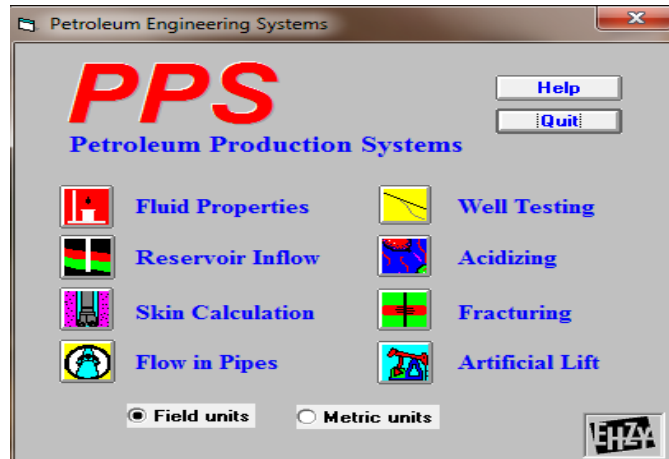 Petroleum Engineering Systems
PPS
Petroleum Production Systems
Help
Quit
Fluid Properties
Well Testing
Reservoir Inflow
Acidizing
Skin Calculation
Fracturing
Flow in Pipes
Artificial Lift
Field units
Metric units
EHZY